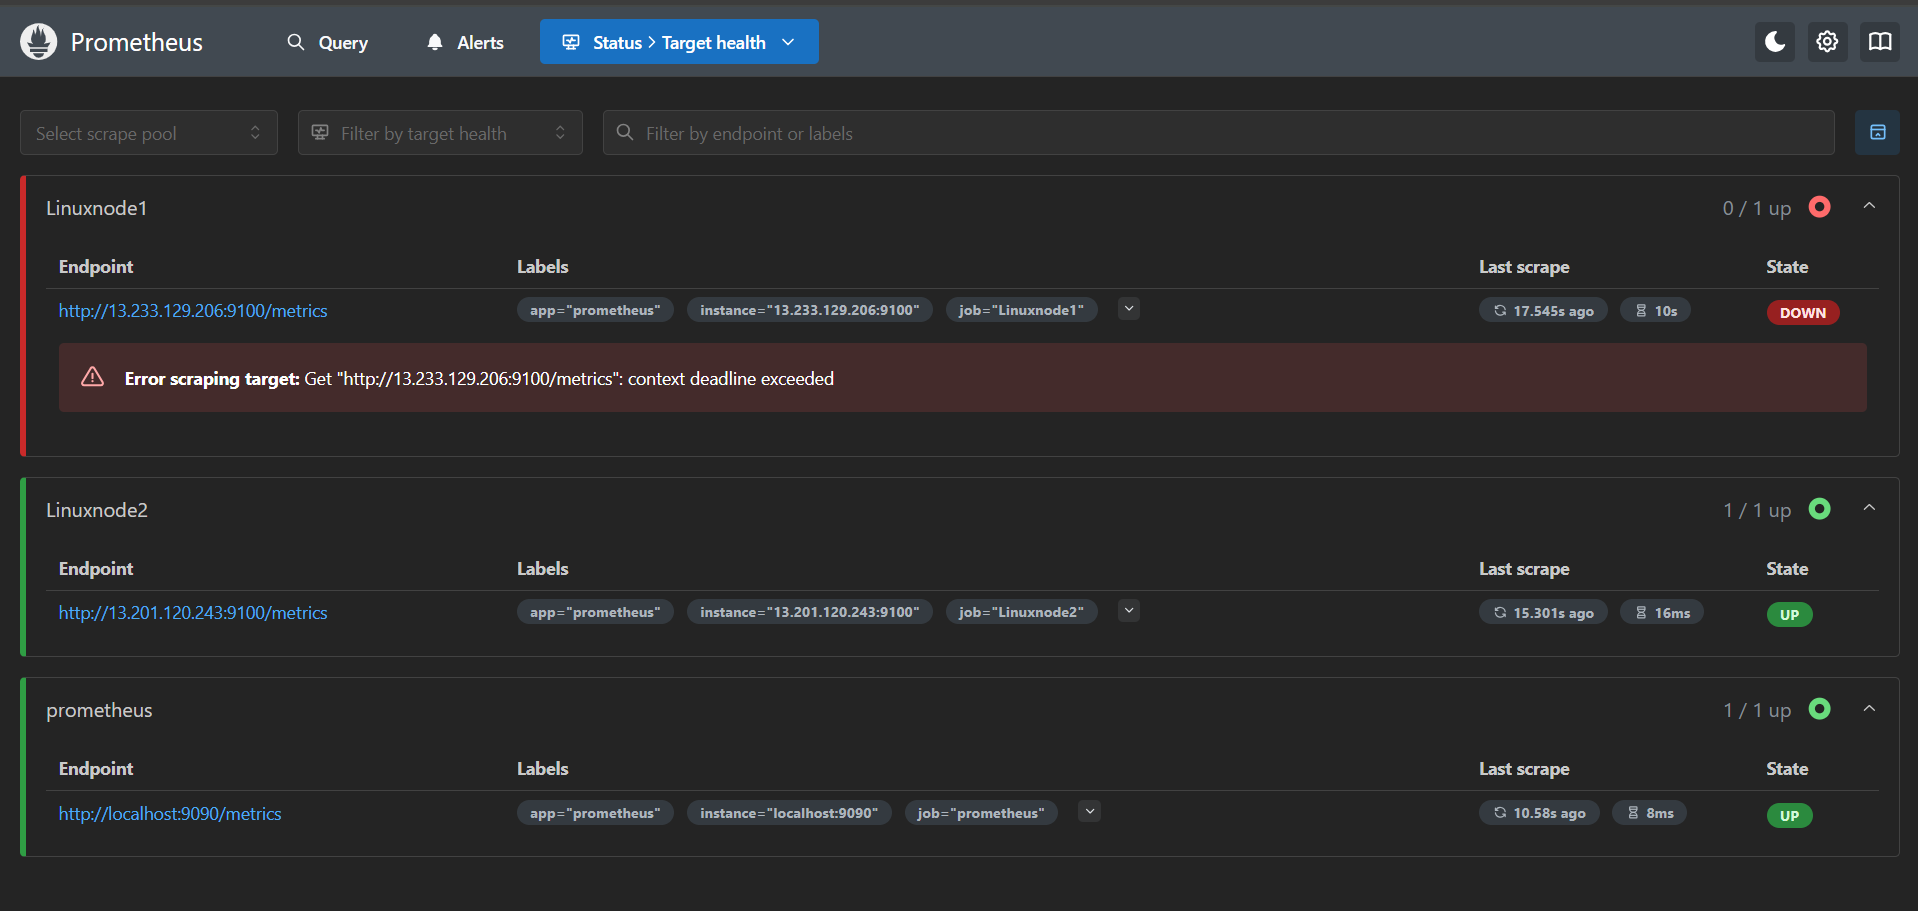 Prometheus Query Alerts Status > Target health
Select scrape pool Filter by target health Filter by endpoint or labels
Linuxnode1 0 / 1 up
Endpoint Labels Last scrape State
http://13.233.129.206:9100/metrics app="prometheus" instance="13.233.129.206:9100" job="Linuxnode1" 17.545s ago 10s DOWN
Error scraping target: Get "http://13.233.129.206:9100/metrics": context deadline exceeded
Linuxnode2 1 / 1 up
Endpoint Labels Last scrape State
http://13.201.120.243:9100/metrics app="prometheus" instance="13.201.120.243:9100" job="Linuxnode2" 15.301s ago 16ms UP
prometheus 1 / 1 up
Endpoint Labels Last scrape State
http://localhost:9090/metrics app="prometheus" instance="localhost:9090" job="prometheus" 10.58s ago 8ms UP